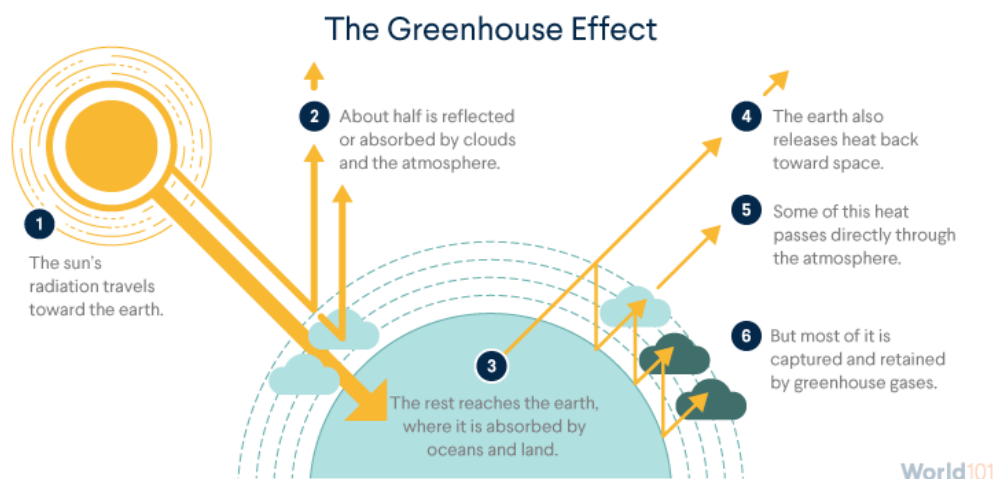 The Greenhouse Effect
1
The sun's
radiation travels
toward the earth.
2
About half is reflected
or absorbed by clouds
and the atmosphere.
3
The rest reaches the earth,
where it is absorbed by
oceans and land.
4
The earth also
releases heat back
toward space.
5
Some of this heat
passes directly through
the atmosphere.
6
But most of it is
captured and retained
by greenhouse gases.
World101